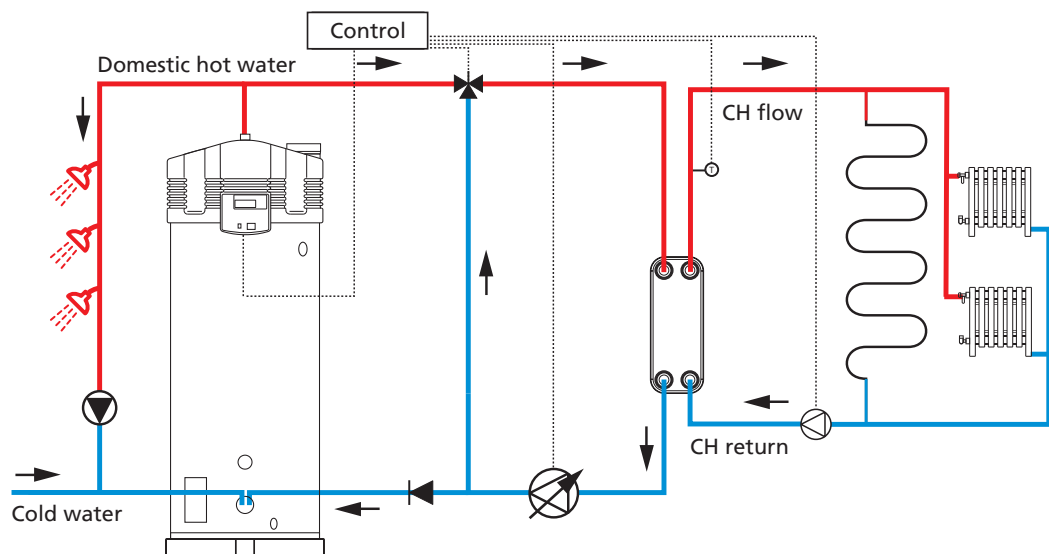 Control
Domestic hot water
CH flow
T
CH return
Cold water